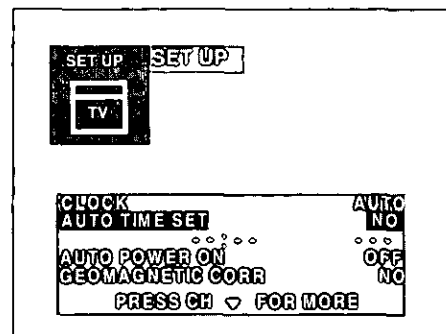 SET UP SET UP
TV
CLOCK AUTO
AUTO TIME SET NO
AUTO POWER ON OFF
GEOMAGNETIC CORR NO
PRESS CH ▽ FOR MORE